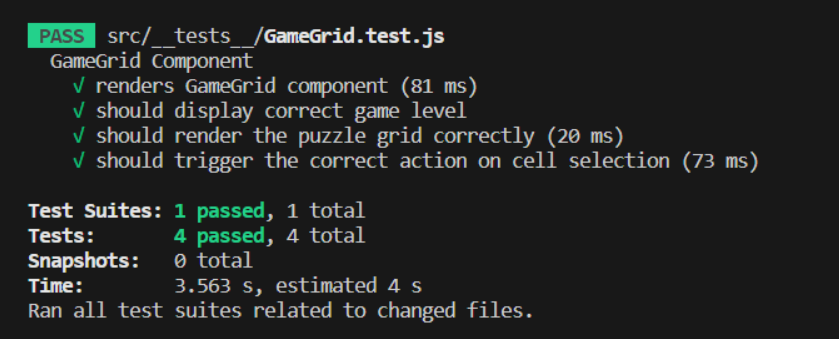 PASS src/__tests__/GameGrid.test.js
GameGrid Component
√ renders GameGrid component (81 ms)
√ should display correct game level
√ should render the puzzle grid correctly (20 ms)
√ should trigger the correct action on cell selection (73 ms)
Test Suites: 1 passed, 1 total
Tests: 4 passed, 4 total
Snapshots: 0 total
Time: 3.563 s, estimated 4 s
Ran all test suites related to changed files.